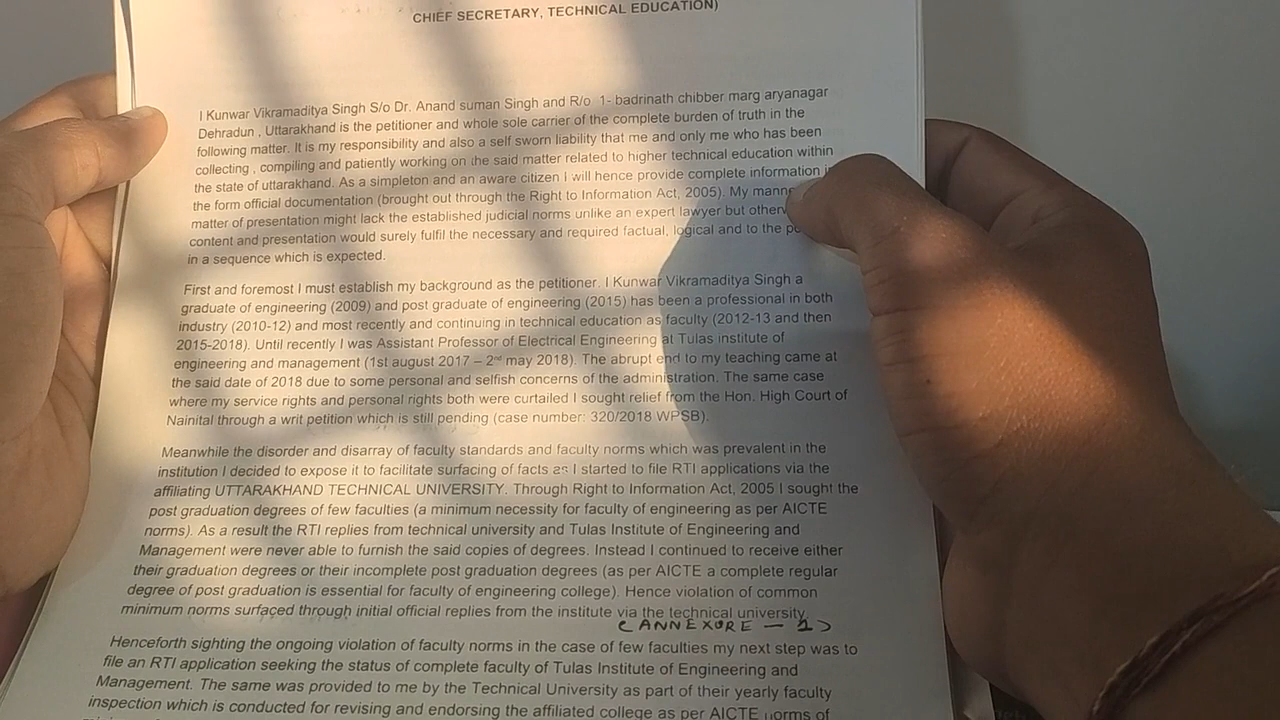 CHIEF SECRETARY, TECHNICAL EDUCATION)
I Kunwar Vikramaditya Singh S/o Dr. Anand suman Singh and R/o 1- badrinath chibber marg aryanagar
Dehradun , Uttarakhand is the petitioner and whole sole carrier of the complete burden of truth in the
following matter. It is my responsibility and also a self sworn liability that me and only me who has been
collecting , compiling and patiently working on the said matter related to higher technical education within
the state of uttarakhand. As a simpleton and an aware citizen I will hence provide complete information
the form official documentation (brought out through the Right to Information Act, 2005). My
matter of presentation might lack the established judicial norms unlike an expert lawyer but
content and presentation would surely fulfil the necessary and required factual, logical and to the
in a sequence which is expected.
First and foremost I must establish my background as the petitioner. I Kunwar Vikramaditya Singh a
graduate of engineering (2009) and post graduate of engineering (2015) has been a professional in both
industry (2010-12) and most recently and continuing in technical education as faculty (2012-13 and then
2015-2018). Until recently I was Assistant Professor of Electrical Engineering at Tulas institute of
engineering and management (1st august 2017 – 2nd may 2018). The abrupt end to my teaching came at
the said date of 2018 due to some personal and selfish concerns of the administration. The same case
where my service rights and personal rights both were curtailed I sought relief from the Hon. High Court of
Nainital through a writ petition which is still pending (case number: 320/2018 WPSB).
Meanwhile the disorder and disarray of faculty standards and faculty norms which was prevalent in the
institution I decided to expose it to facilitate surfacing of facts as I started to file RTI applications via the
affiliating UTTARAKHAND TECHNICAL UNIVERSITY. Through Right to Information Act, 2005 I sought the
post graduation degrees of few faculties (a minimum necessity for faculty of engineering as per AICTE
norms). As a result the RTI replies from technical university and Tulas Institute of Engineering and
Management were never able to furnish the said copies of degrees. Instead I continued to receive either
their graduation degrees or their incomplete post graduation degrees (as per AICTE a complete regular
degree of post graduation is essential for faculty of engineering college). Hence violation of common
minimum norms surfaced through initial official replies from the institute via the technical university.
(ANNEXURE - 1)
Henceforth sighting the ongoing violation of faculty norms in the case of few faculties my next step was to
file an RTI application seeking the status of complete faculty of Tulas Institute of Engineering and
Management. The same was provided to me by the Technical University as part of their yearly faculty
inspection which is conducted for revising and endorsing the affiliated college as per AICTE norms of